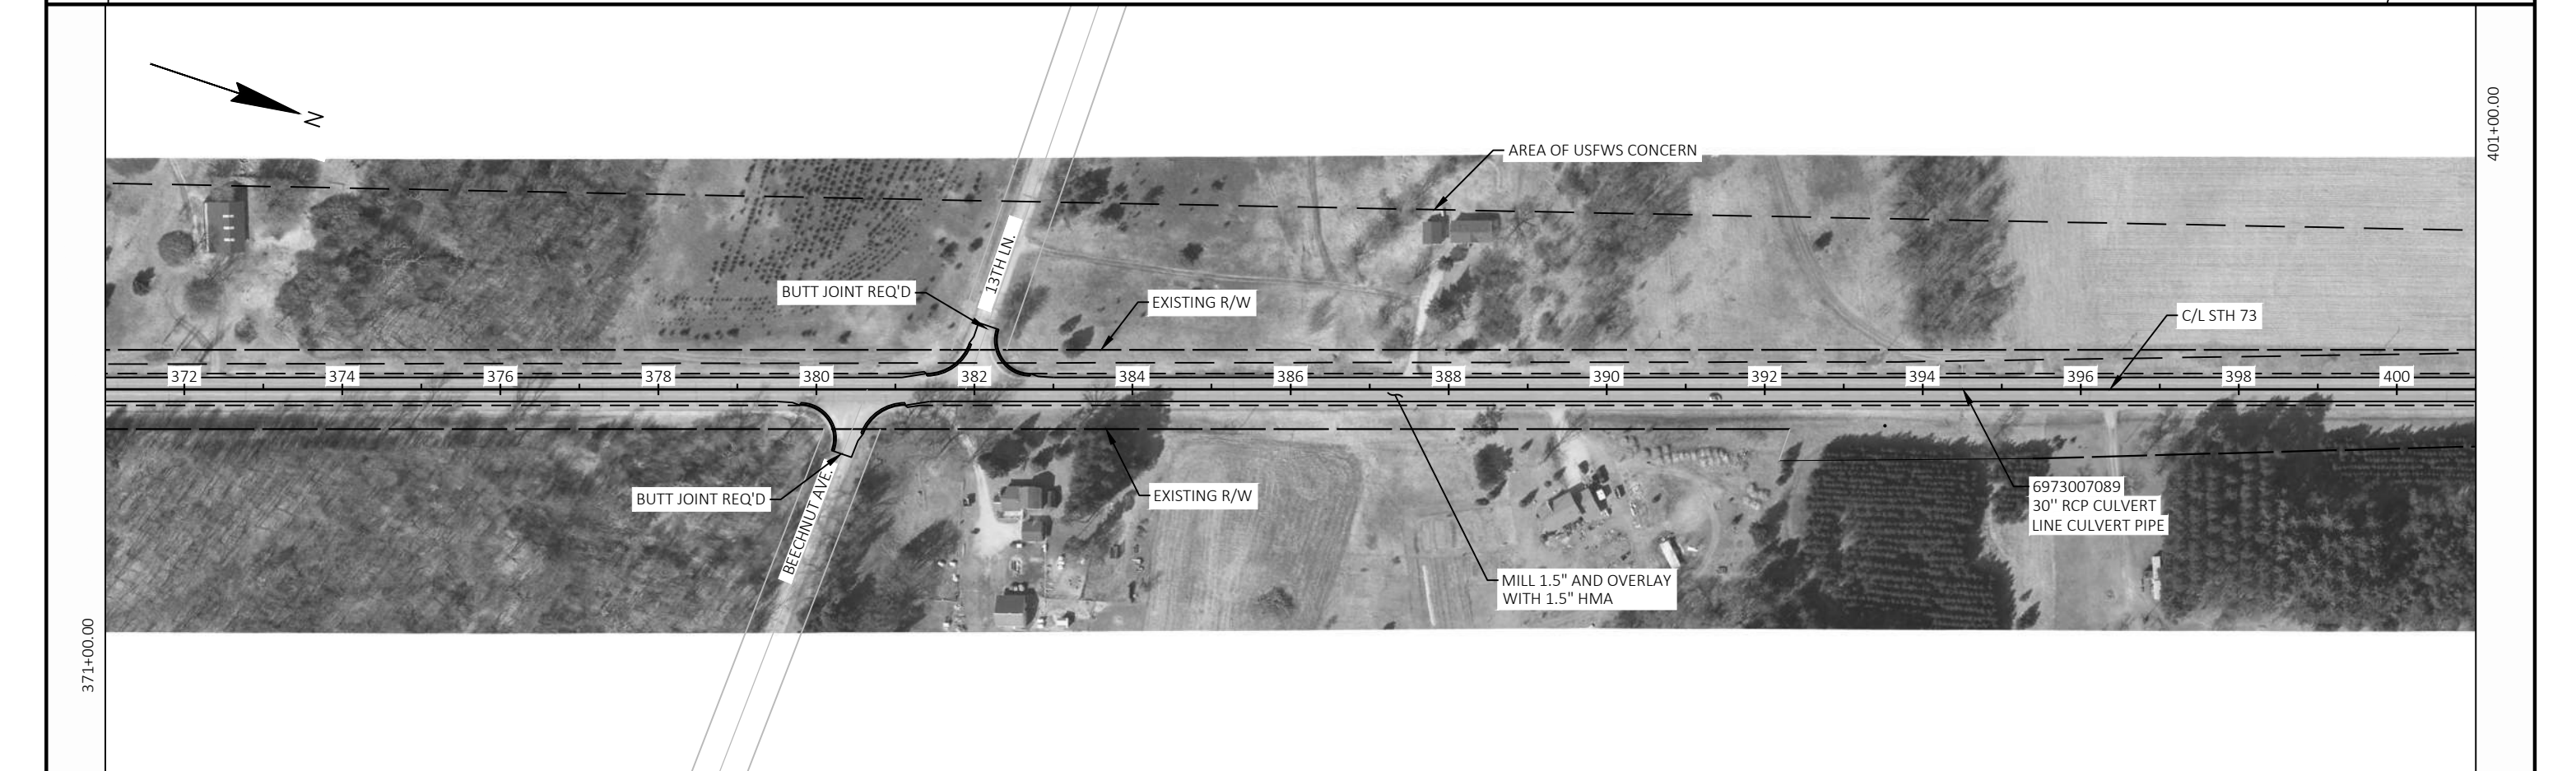 N
401+00.00
AREA OF USFWS CONCERN
13TH LN.
BUTT JOINT REQ'D
EXISTING R/W
C/L STH 73
372 374 376 378 380 382 384 386 388 390 392 394 396 398 400
BUTT JOINT REQ'D
BEECHNUT AVE.
EXISTING R/W
6973007089
30'' RCP CULVERT
LINE CULVERT PIPE
MILL 1.5" AND OVERLAY
WITH 1.5" HMA
371+00.00